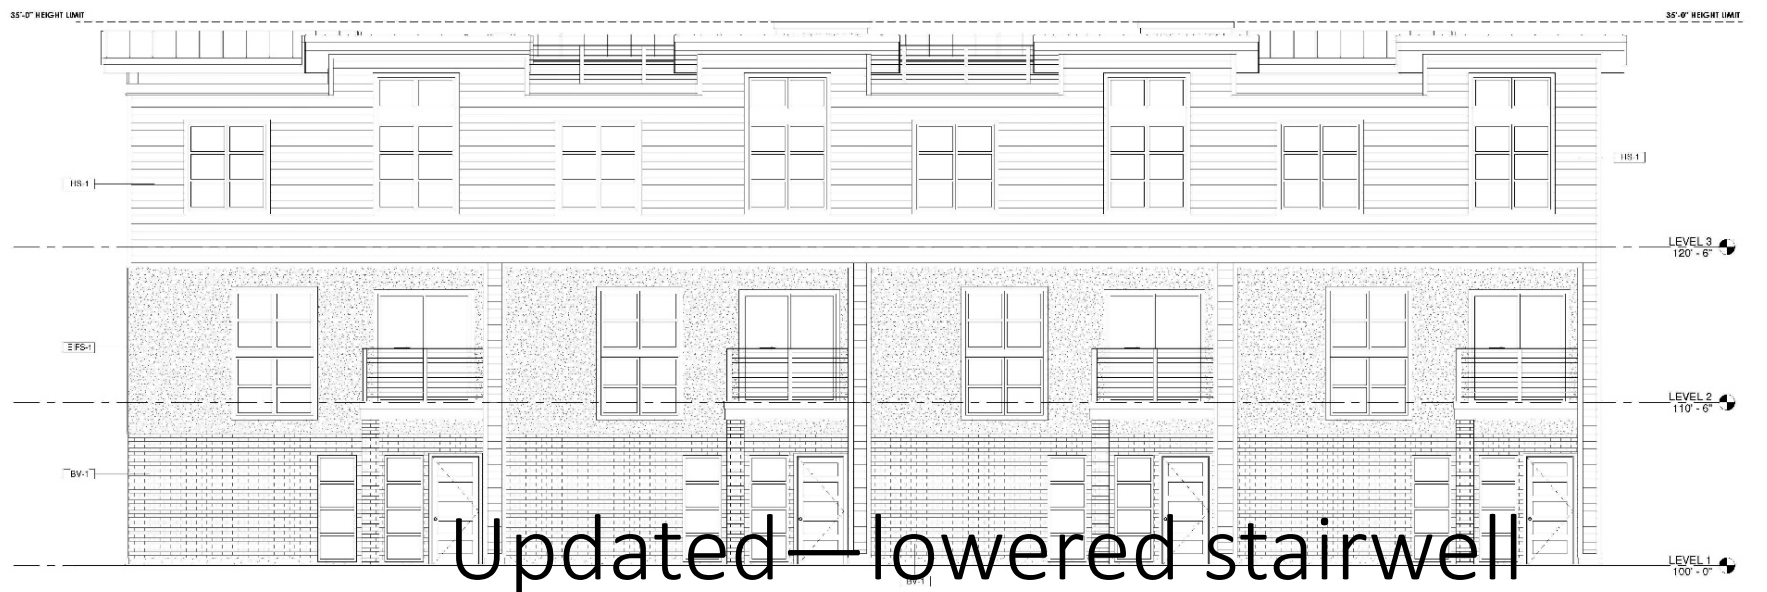 35'-0" HEIGHT LIMIT
35'-0" HEIGHT LIMIT
HS-1
HS-1
LEVEL 3
120' - 6"
EIFS-1
LEVEL 2
110' - 6"
BV-1
Updated—lowered stairwell
LEVEL 1
100' - 0"
BV-1